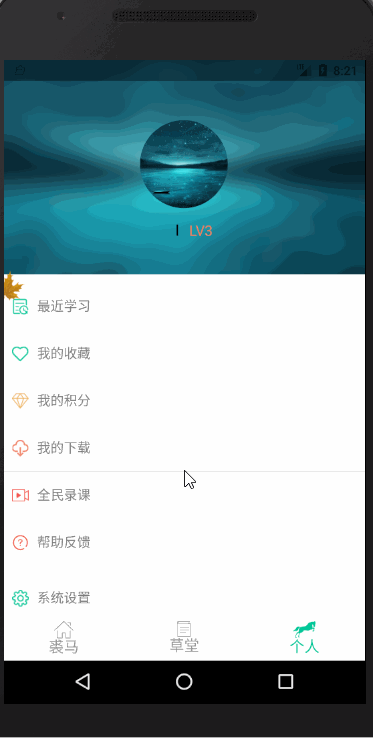 8:21
LV3
最近学习
我的收藏
我的积分
我的下载
全民录课
帮助反馈
系统设置
裘马 草堂 个人